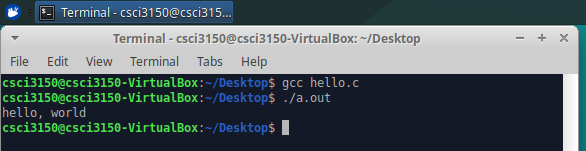 Terminal - csci3150@csci315...
Terminal - csci3150@csci3150-VirtualBox: ~/Desktop
File Edit View Terminal Tabs Help
csci3150@csci3150-VirtualBox:~/Desktop$ gcc hello.c
csci3150@csci3150-VirtualBox:~/Desktop$ ./a.out
hello, world
csci3150@csci3150-VirtualBox:~/Desktop$